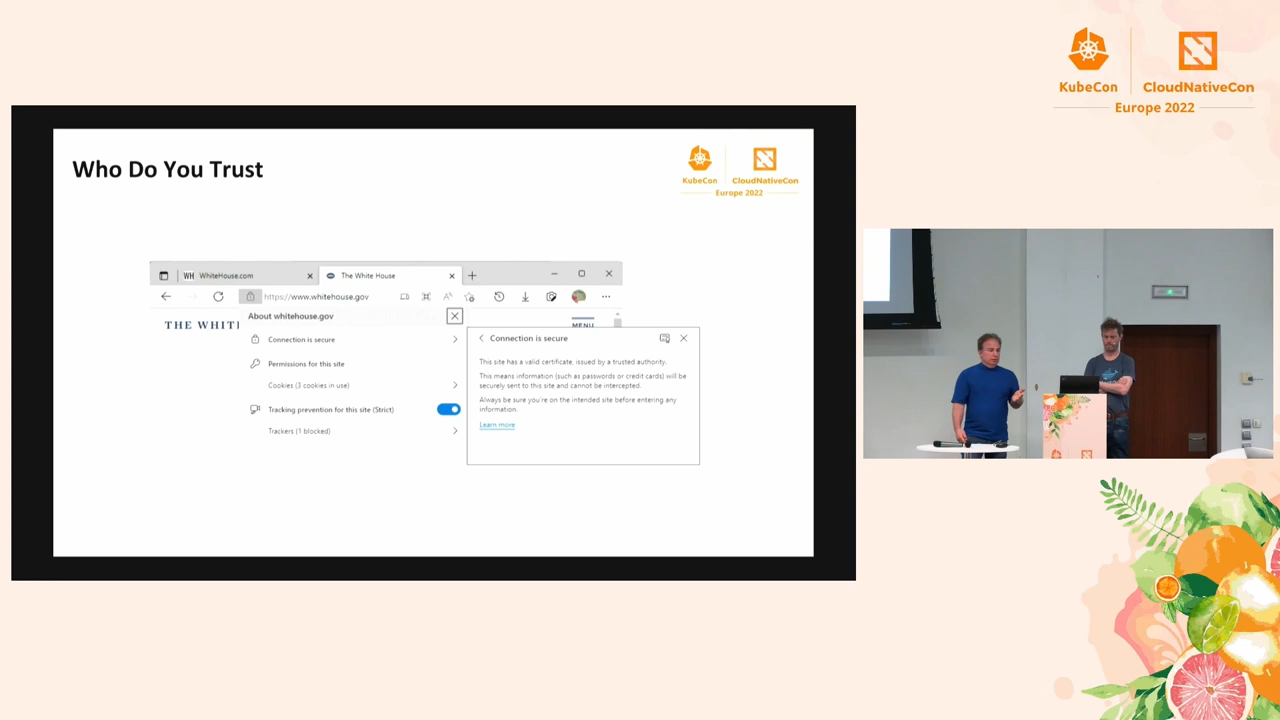 KubeCon
CloudNativeCon
Europe 2022
Who Do You Trust
KubeCon
CloudNativeCon
Europe 2022
WH WhiteHouse.com
The White House
https://www.whitehouse.gov
THE WHIT
MENU
About whitehouse.gov
Connection is secure
Permissions for this site
Cookies (3 cookies in use)
Tracking prevention for this site (Strict)
Trackers (1 blocked)
Connection is secure
This site has a valid certificate, issued by a trusted authority.
This means information (such as passwords or credit cards) will be
securely sent to this site and cannot be intercepted.
Always be sure you're on the intended site before entering any
information.
Learn more